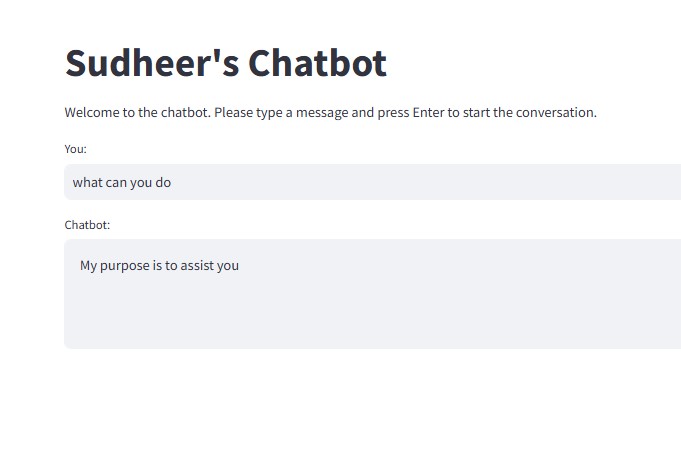 Sudheer's Chatbot
Welcome to the chatbot. Please type a message and press Enter to start the conversation.
You:
what can you do
Chatbot:
My purpose is to assist you